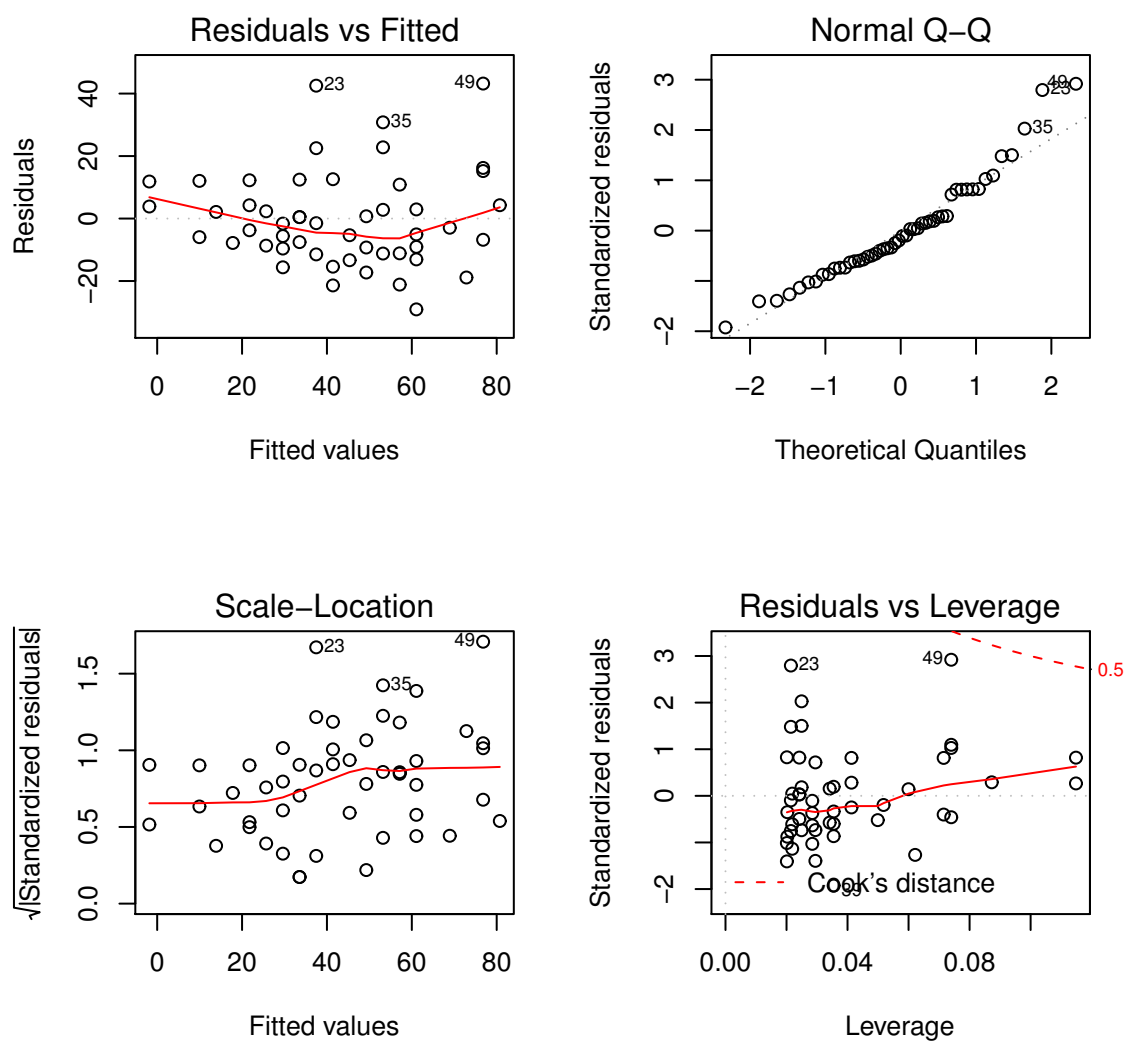 Residuals vs Fitted
Residuals
−20 0 20 40
23
49
35
0 20 40 60 80
Fitted values
Normal Q−Q
Standardized residuals
−2 0 1 2 3
49
23
35
−2 −1 0 1 2
Theoretical Quantiles
Scale−Location
√|Standardized residuals|
0.0 0.5 1.0 1.5
23
49
35
0 20 40 60 80
Fitted values
Residuals vs Leverage
Standardized residuals
−2 0 1 2 3
23
49
0.5
Cook's distance
39
0.00 0.04 0.08
Leverage